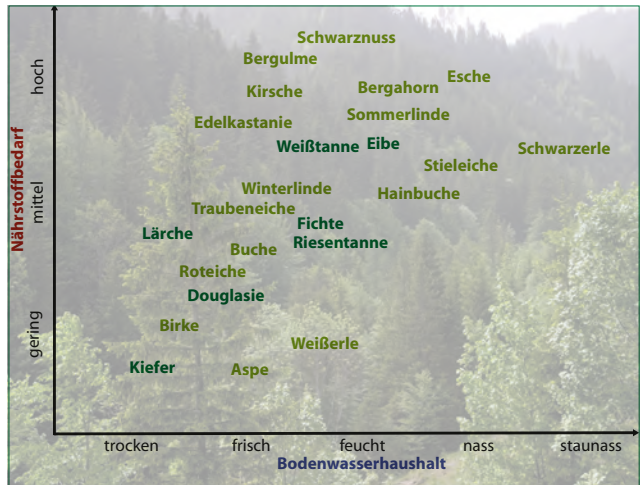 Nährstoffbedarf
hoch
mittel
gering
Schwarznuss
Bergulme
Esche
Kirsche
Bergahorn
Sommerlinde
Edelkastanie
Weißtanne
Eibe
Schwarzerle
Stieleiche
Winterlinde
Hainbuche
Traubeneiche
Fichte
Lärche
Riesentanne
Buche
Roteiche
Douglasie
Birke
Weißerle
Kiefer
Aspe
trocken
frisch
feucht
nass
staunass
Bodenwasserhaushalt